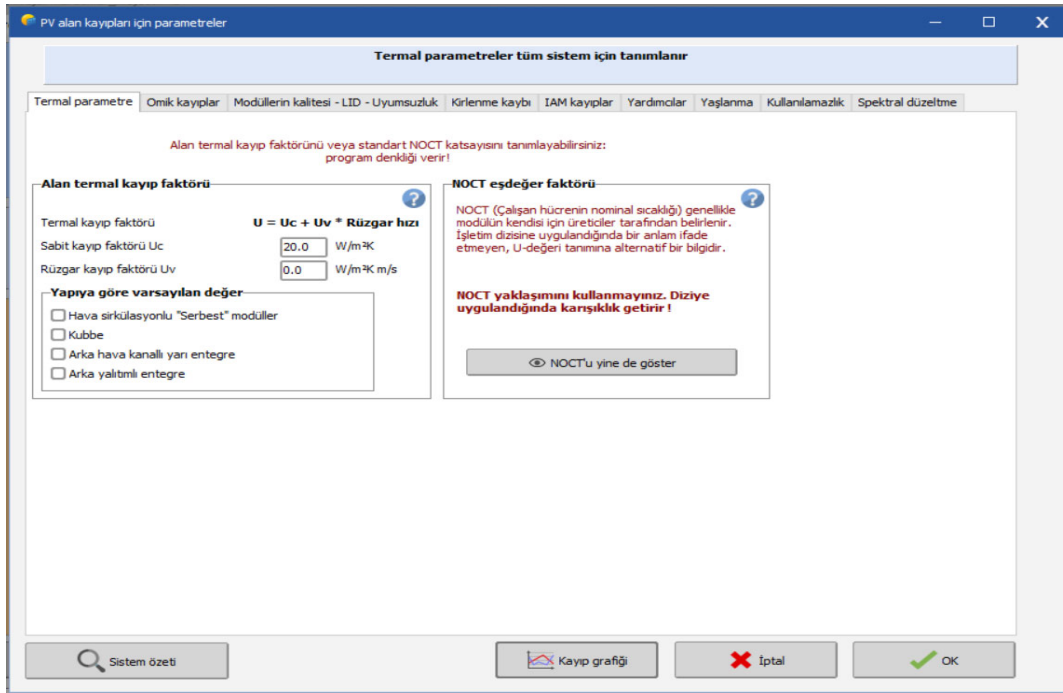 PV alan kayıpları için parametreler
Termal parametreler tüm sistem için tanımlanır
Termal parametre Omik kayıplar Modüllerin kalitesi - LID - Uyumsuzluk Kirlenme kaybı IAM kayıplar Yardımcılar Yaşlanma Kullanılamazlık Spektral düzeltme
Alan termal kayıp faktörünü veya standart NOCT katsayısını tanımlayabilirsiniz:
program denkliği verir!
Alan termal kayıp faktörü
Termal kayıp faktörü U = Uc + Uv * Rüzgar hızı
Sabit kayıp faktörü Uc 20.0 W/m²K
Rüzgar kayıp faktörü Uv 0.0 W/m²K m/s
Yapıya göre varsayılan değer
Hava sirkülasyonlu "Serbest" modüller
Kubbe
Arka hava kanallı yarı entegre
Arka yalıtımlı entegre
NOCT eşdeğer faktörü
NOCT (Çalışan hücrenin nominal sıcaklığı) genellikle
modülün kendisi için üreticiler tarafından belirlenir.
İşletim dizisine uygulandığında bir anlam ifade
etmeyen, U-değeri tanımına alternatif bir bilgidir.
NOCT yaklaşımını kullanmayınız. Diziye
uygulandığında karışıklık getirir !
NOCT'u yine de göster
Sistem özeti Kayıp grafiği İptal OK